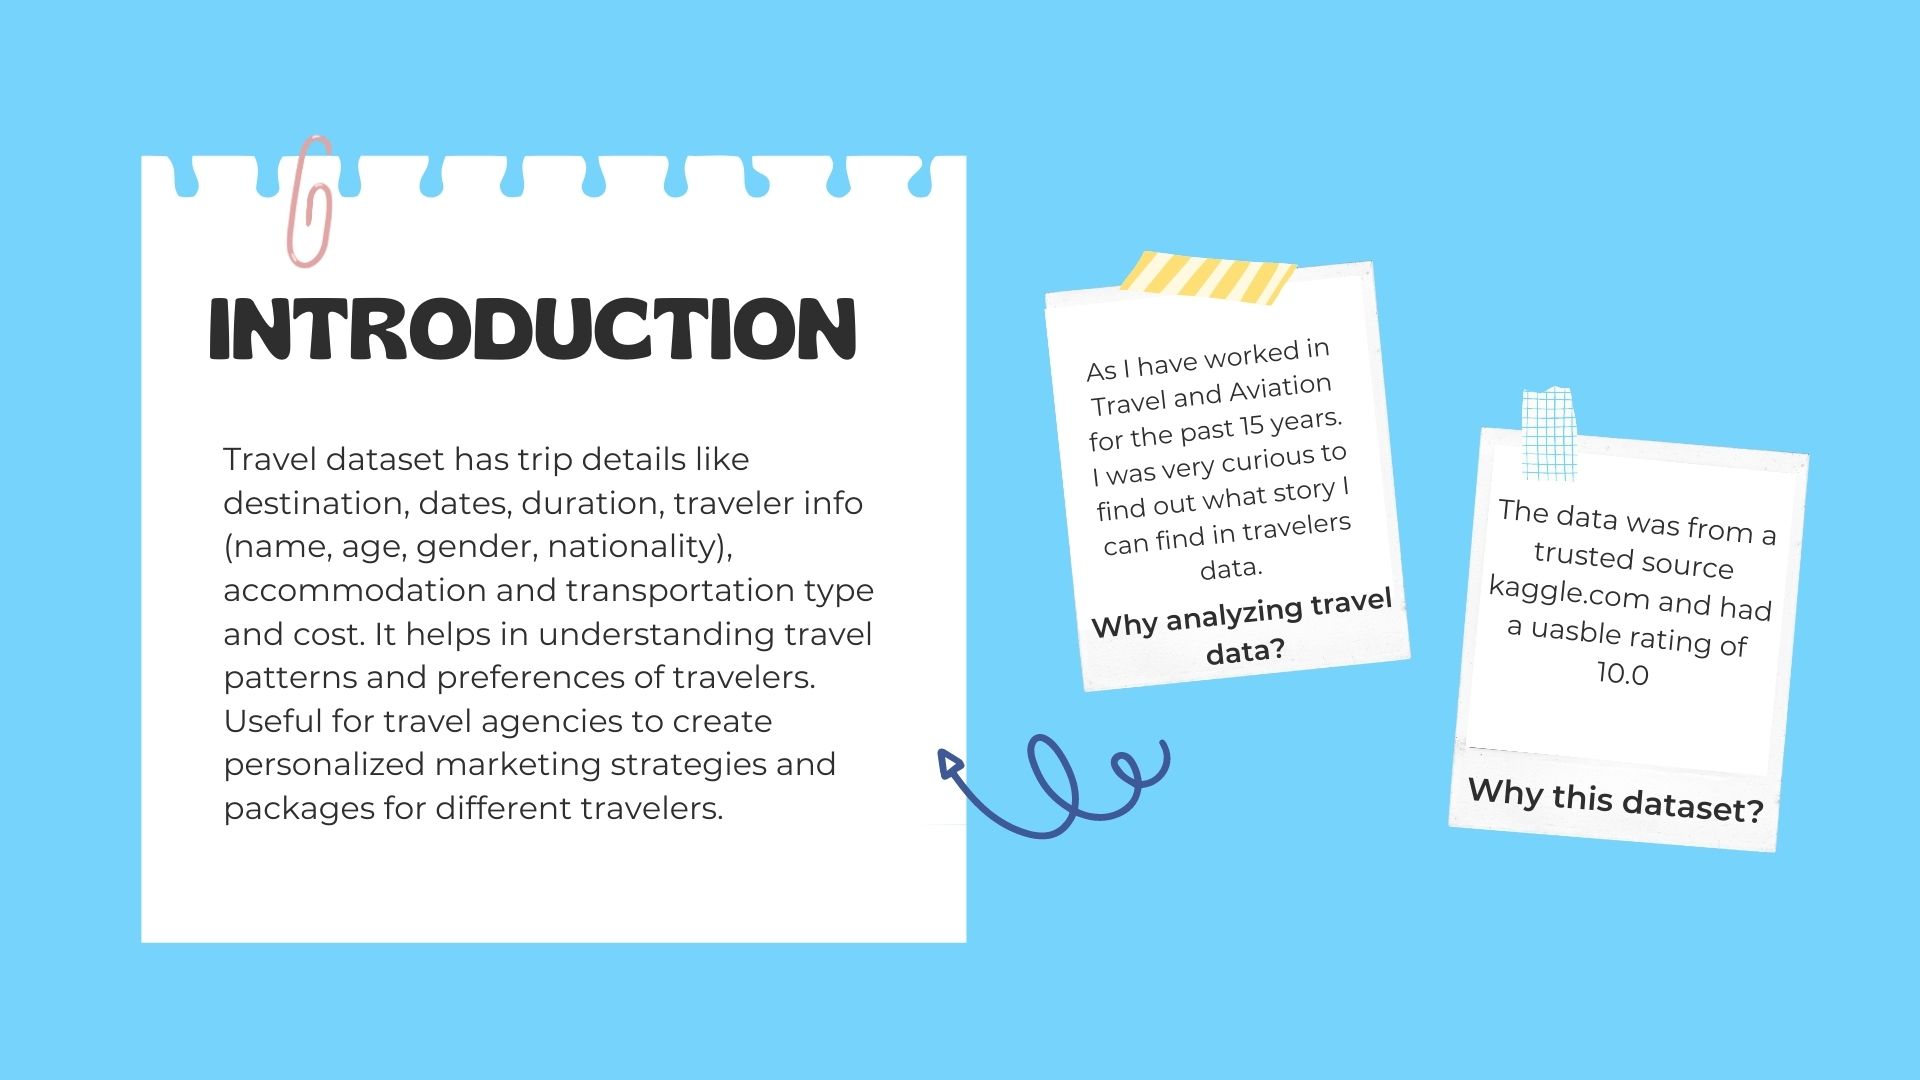 INTRODUCTION
Travel dataset has trip details like
destination, dates, duration, traveler info
(name, age, gender, nationality),
accommodation and transportation type
and cost. It helps in understanding travel
patterns and preferences of travelers.
Useful for travel agencies to create
personalized marketing strategies and
packages for different travelers.
As I have worked in
Travel and Aviation
for the past 15 years.
I was very curious to
find out what story I
can find in travelers
data.
Why analyzing travel
data?
The data was from a
trusted source
kaggle.com and had
a uasble rating of
10.0
Why this dataset?